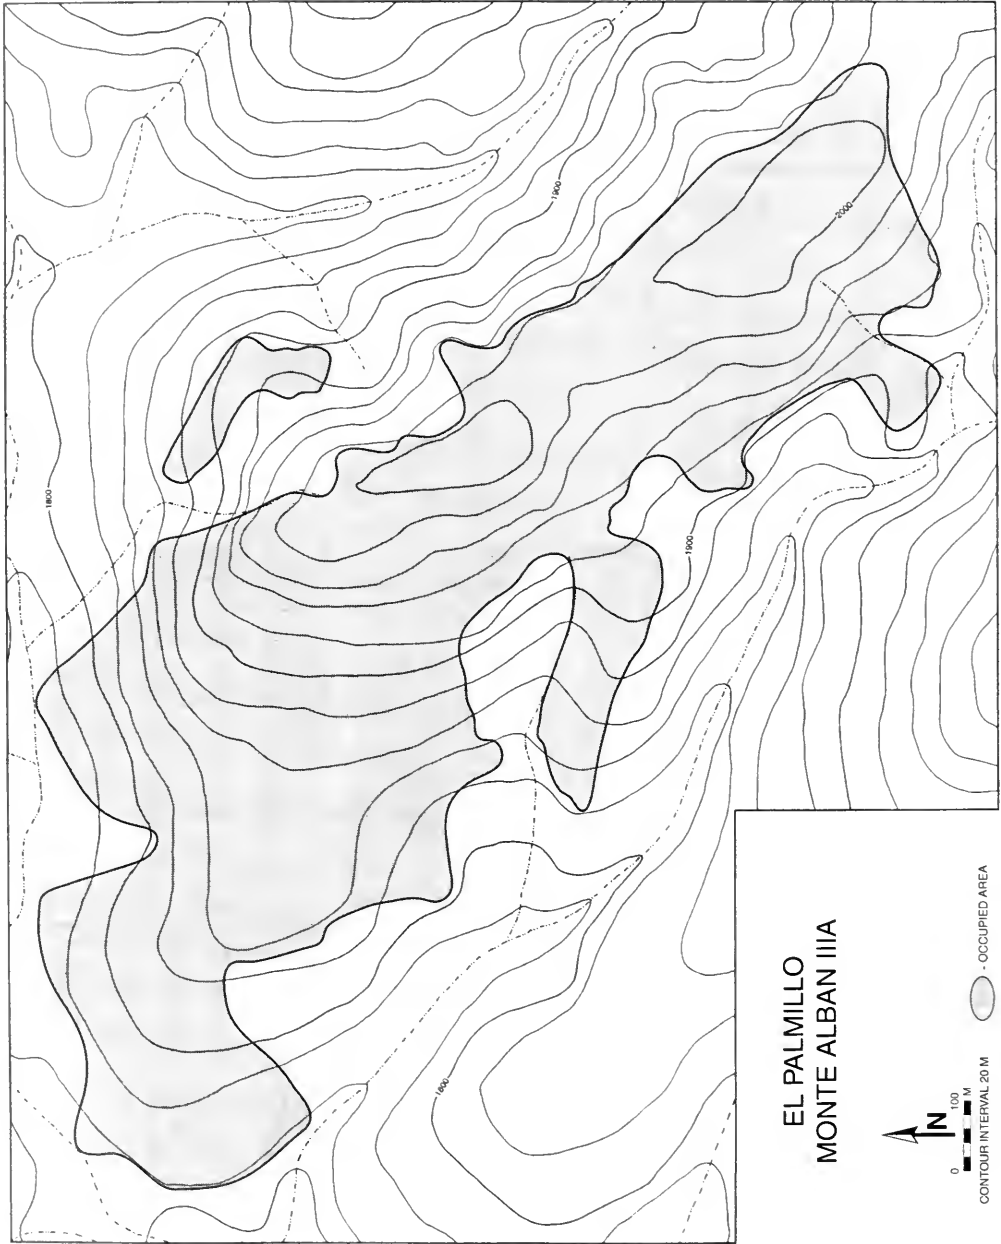 1900
2000
1800
1900
1800
EL PALMILLO
MONTE ALBAN IIIA
N
0 100
M
CONTOUR INTERVAL 20 M
- OCCUPIED AREA